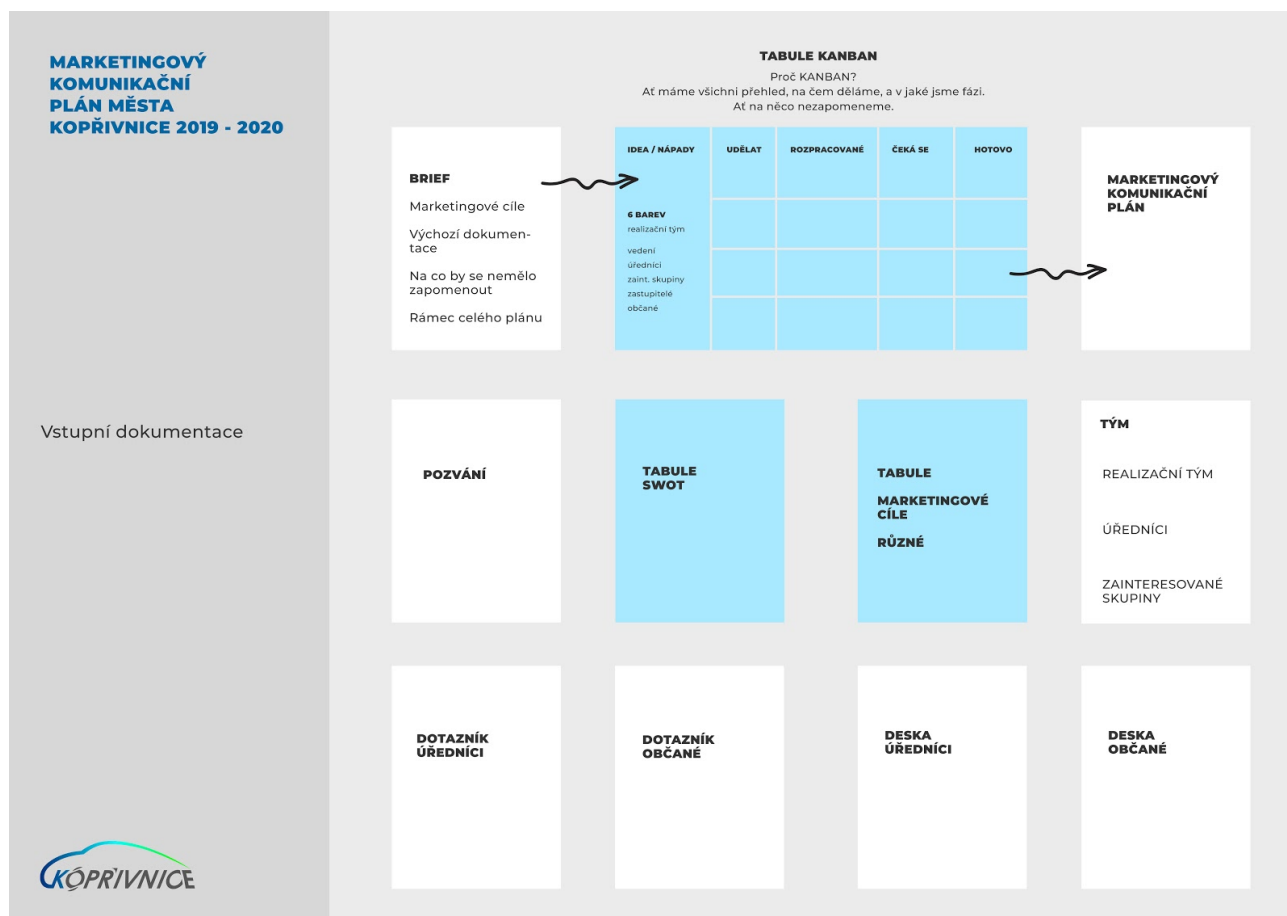 MARKETINGOVÝ
KOMUNIKAČNÍ
PLÁN MĚSTA
KOPŘIVNICE 2019 - 2020
Vstupní dokumentace
KOPŘIVNICE
TABULE KANBAN
Proč KANBAN?
Ať máme všichni přehled, na čem děláme, a v jaké jsme fázi.
Ať na něco nezapomeneme.
BRIEF
Marketingové cíle
Výchozí dokumen-
tace
Na co by se nemělo
zapomenout
Rámec celého plánu
IDEA / NÁPADY
UDĚLAT
ROZPRACOVANÉ
ČEKÁ SE
HOTOVO
6 BAREV
realizační tým
vedení
úředníci
zaint. skupiny
zastupitelé
občané
MARKETINGOVÝ
KOMUNIKAČNÍ
PLÁN
POZVÁNÍ
TABULE
SWOT
TABULE
MARKETINGOVÉ
CÍLE
RŮZNÉ
TÝM
REALIZAČNÍ TÝM
ÚŘEDNÍCI
ZAINTERESOVANÉ
SKUPINY
DOTAZNÍK
ÚŘEDNÍCI
DOTAZNÍK
OBČANÉ
DESKA
ÚŘEDNÍCI
DESKA
OBČANÉ